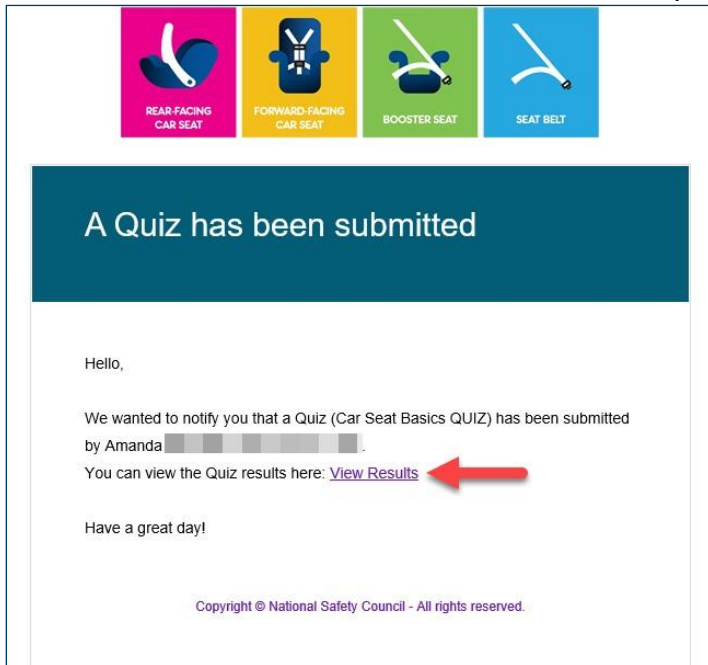 REAR-FACING
CAR SEAT
FORWARD-FACING
CAR SEAT
BOOSTER SEAT
SEAT BELT
A Quiz has been submitted
Hello,
We wanted to notify you that a Quiz (Car Seat Basics QUIZ) has been submitted
by Amanda .
You can view the Quiz results here: View Results
Have a great day!
Copyright © National Safety Council - All rights reserved.